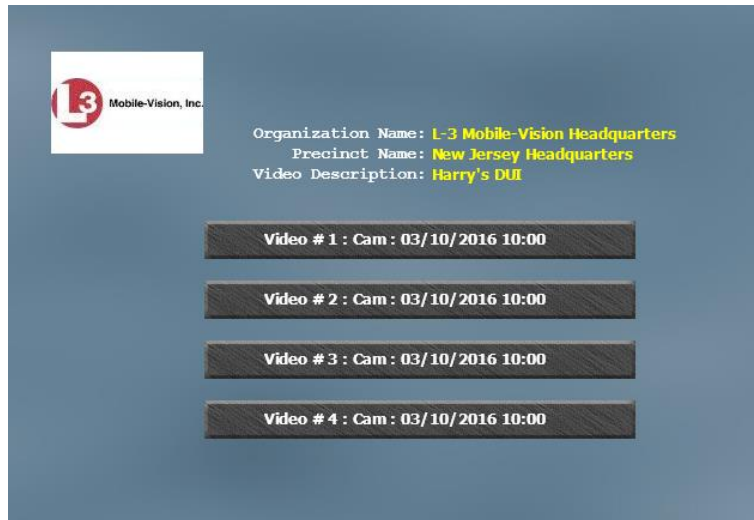 L3 Mobile-Vision, Inc.
Organization Name: L-3 Mobile-Vision Headquarters
Precinct Name: New Jersey Headquarters
Video Description: Harry's DUI
Video # 1 : Cam : 03/10/2016 10:00
Video # 2 : Cam : 03/10/2016 10:00
Video # 3 : Cam : 03/10/2016 10:00
Video # 4 : Cam : 03/10/2016 10:00